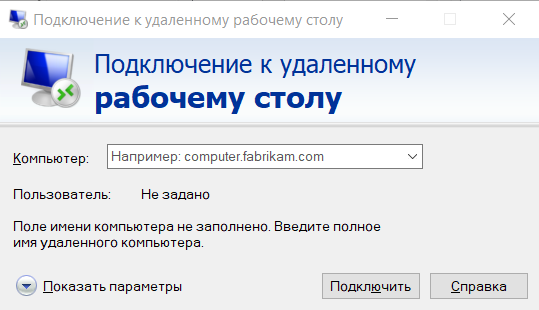 Подключение к удаленному рабочему столу
Подключение к удаленному
рабочему столу
Компьютер:
Например: computer.fabrikam.com
Пользователь:
Не задано
Поле имени компьютера не заполнено. Введите полное
имя удаленного компьютера.
Показать параметры
Подключить
Справка